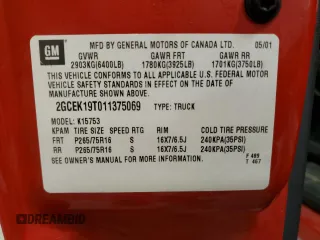 GM
MFD BY GENERAL MOTORS OF CANADA LTD. 05/01
GVWR GAWR FRT GAWR RR
2903KG(6400LB) 1780KG(3925LB) 1701KG(3750LB)
THIS VEHICLE CONFORMS TO ALL APPLICABLE U.S. FEDERAL MOTOR
VEHICLE SAFETY STANDARDS IN EFFECT ON THE DATE OF
MANUFACTURE SHOWN ABOVE.
2GCEK19T011375069 TYPE: TRUCK
MODEL: K15753
KPAM TIRE SIZE SPEED RTG RIM COLD TIRE PRESSURE
FRT P265/75R16 S 16X7/6.5J 240KPA(35PSI)
RR P265/75R16 S 16X7/6.5J 240KPA(35PSI)
SEE OWNER'S MANUAL FOR MORE INFORMATION.
F 489
T 467
DREAMBID